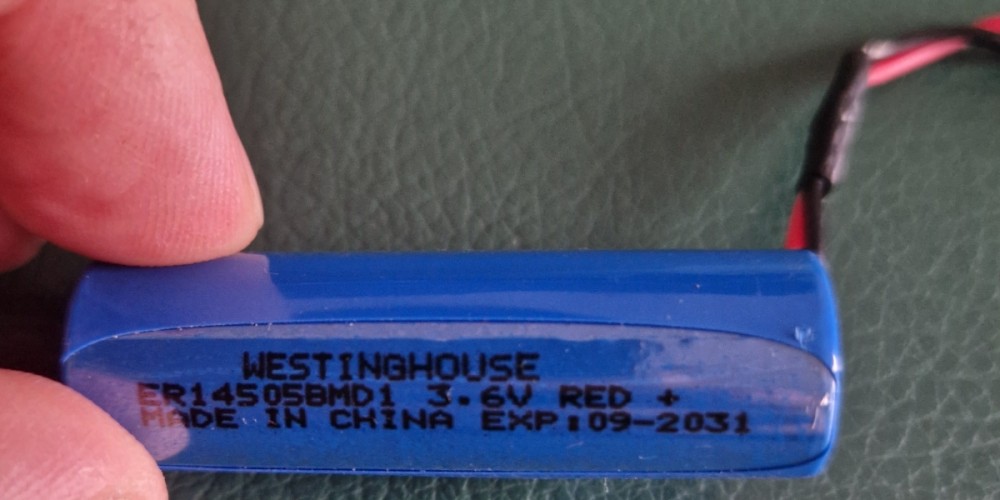 WESTINGHOUSE
ER14505BMD1 3.6V RED +
MADE IN CHINA EXP:09-2031